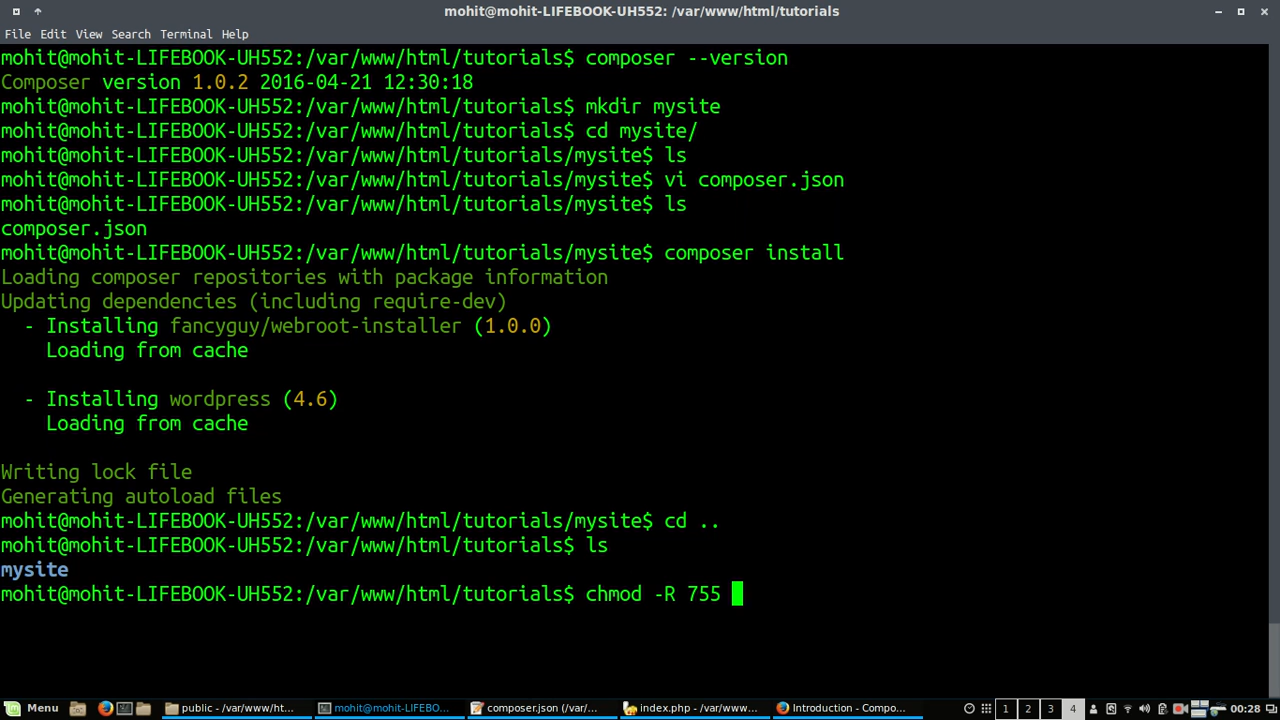 mohit@mohit-LIFEBOOK-UH552: /var/www/html/tutorials
File Edit View Search Terminal Help
mohit@mohit-LIFEBOOK-UH552:/var/www/html/tutorials$ composer --version
Composer version 1.0.2 2016-04-21 12:30:18
mohit@mohit-LIFEBOOK-UH552:/var/www/html/tutorials$ mkdir mysite
mohit@mohit-LIFEBOOK-UH552:/var/www/html/tutorials$ cd mysite/
mohit@mohit-LIFEBOOK-UH552:/var/www/html/tutorials/mysite$ ls
mohit@mohit-LIFEBOOK-UH552:/var/www/html/tutorials/mysite$ vi composer.json
mohit@mohit-LIFEBOOK-UH552:/var/www/html/tutorials/mysite$ ls
composer.json
mohit@mohit-LIFEBOOK-UH552:/var/www/html/tutorials/mysite$ composer install
Loading composer repositories with package information
Updating dependencies (including require-dev)
- Installing fancyguy/webroot-installer (1.0.0)
Loading from cache
- Installing wordpress (4.6)
Loading from cache
Writing lock file
Generating autoload files
mohit@mohit-LIFEBOOK-UH552:/var/www/html/tutorials/mysite$ cd ..
mohit@mohit-LIFEBOOK-UH552:/var/www/html/tutorials$ ls
mysite
mohit@mohit-LIFEBOOK-UH552:/var/www/html/tutorials$ chmod -R 755
Menu public - /var/www/ht... mohit@mohit-LIFEBO... composer.json (/var/... index.php - /var/www... Introduction - Compo... 1 2 3 4 00:28